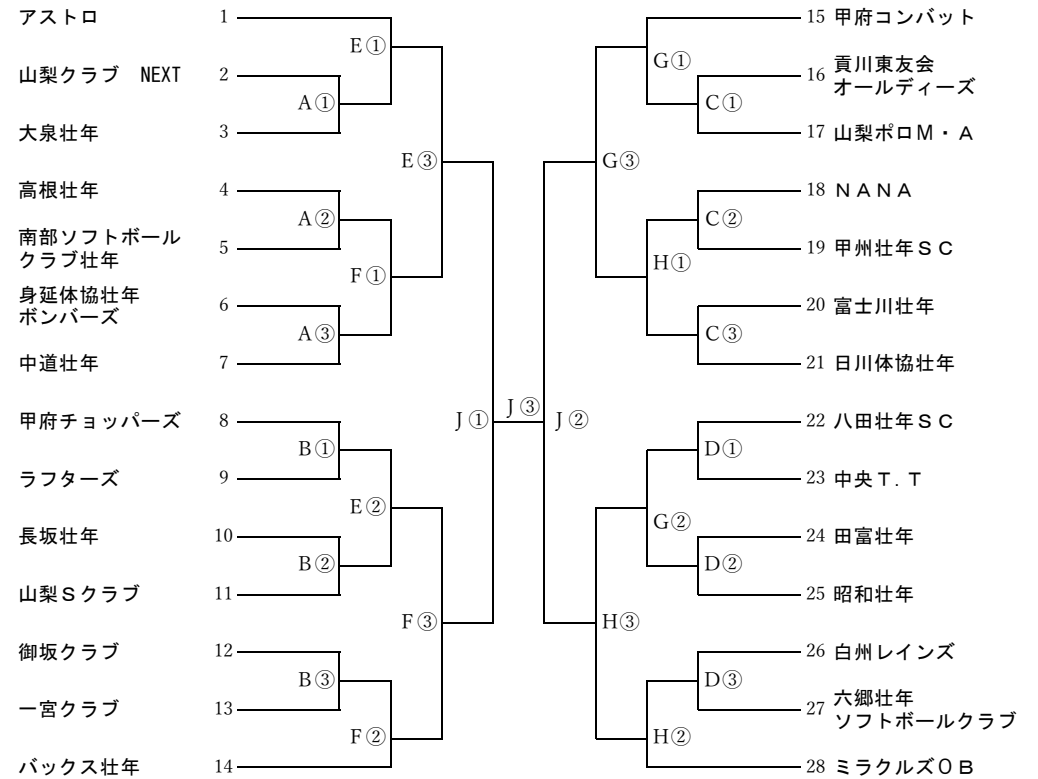 アストロ 1
E①
山梨クラブ NEXT 2
A①
大泉壮年 3
E③
高根壮年 4
A②
南部ソフトボール
クラブ壮年 5
F①
身延体協壮年
ボンバーズ 6
A③
中道壮年 7
J①
J③
J②
甲府チョッパーズ 8
B①
ラフターズ 9
E②
長坂壮年 10
B②
山梨Sクラブ 11
F③
御坂クラブ 12
B③
一宮クラブ 13
F②
バックス壮年 14
15 甲府コンバット
G①
16 貢川東友会
オールディーズ
C①
17 山梨ポロM・A
G③
18 NANA
C②
19 甲州壮年SC
H①
20 富士川壮年
C③
21 日川体協壮年
22 八田壮年SC
D①
23 中央T.T
G②
24 田富壮年
D②
25 昭和壮年
H③
26 白州レインズ
D③
27 六郷壮年
ソフトボールクラブ
H②
28 ミラクルズOB